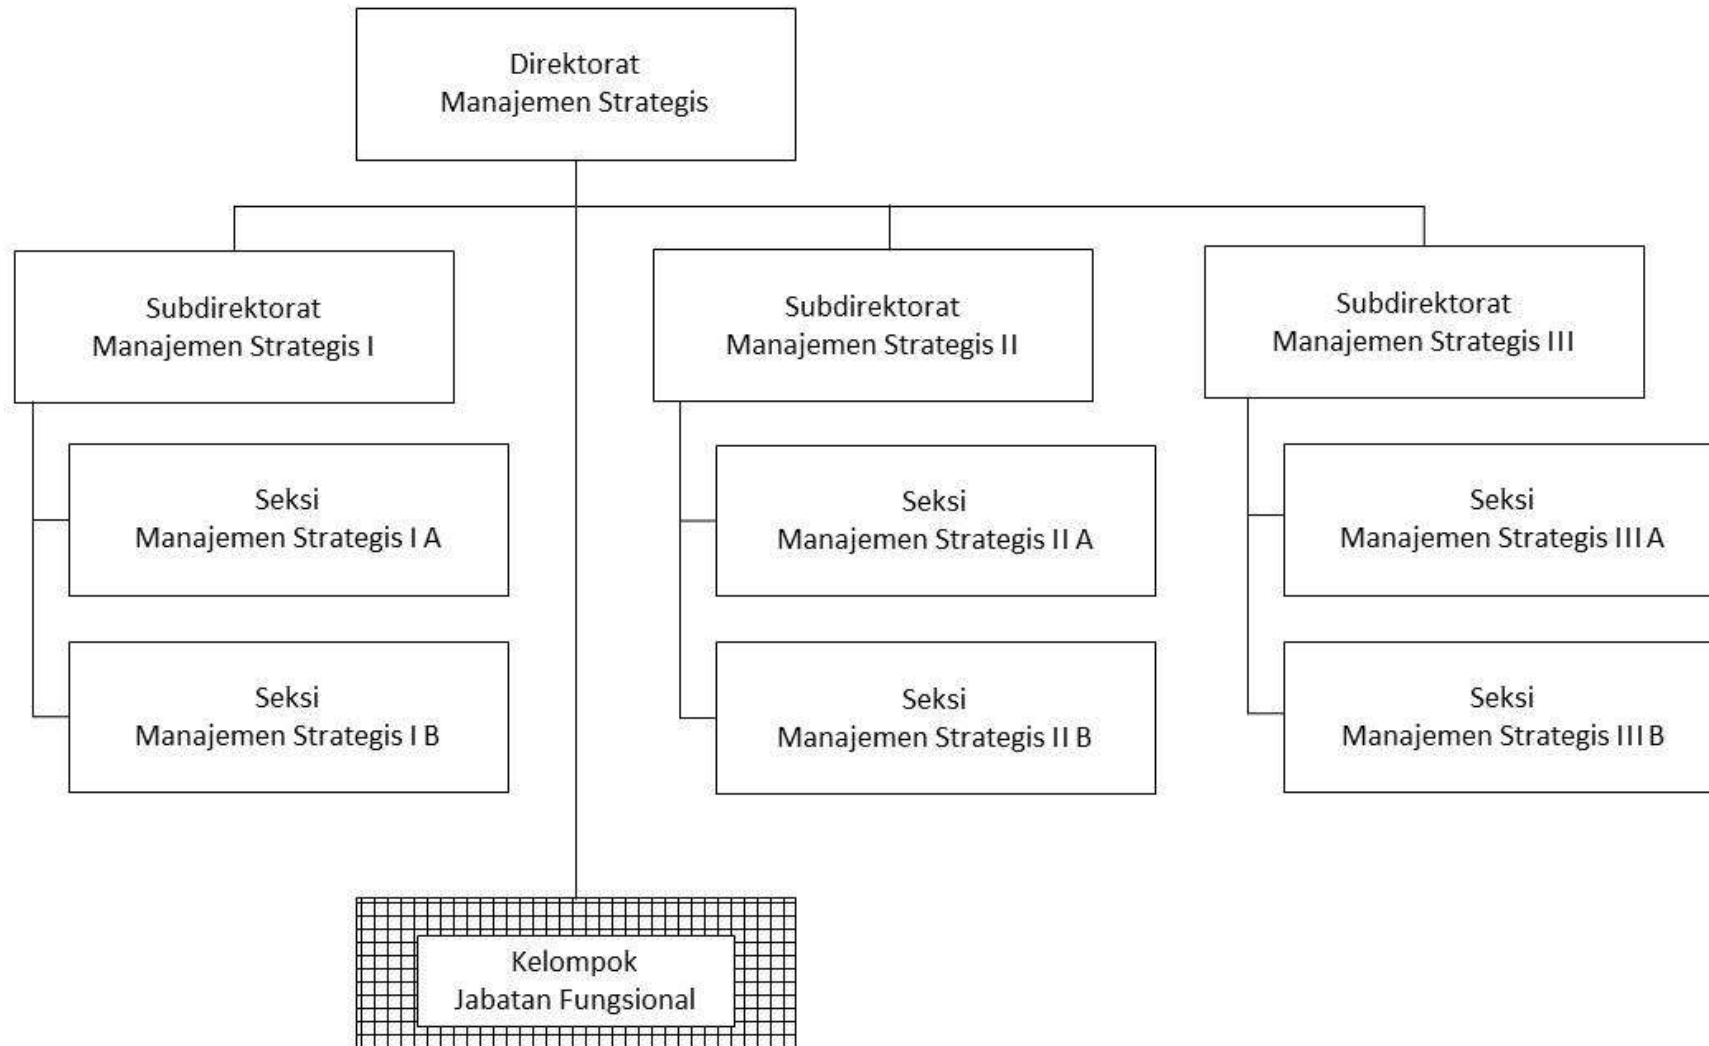 Direktorat
Manajemen Strategis
Subdirektorat
Manajemen Strategis I
Subdirektorat
Manajemen Strategis II
Subdirektorat
Manajemen Strategis III
Seksi
Manajemen Strategis I A
Seksi
Manajemen Strategis II A
Seksi
Manajemen Strategis III A
Seksi
Manajemen Strategis I B
Seksi
Manajemen Strategis II B
Seksi
Manajemen Strategis III B
Kelompok
Jabatan Fungsional